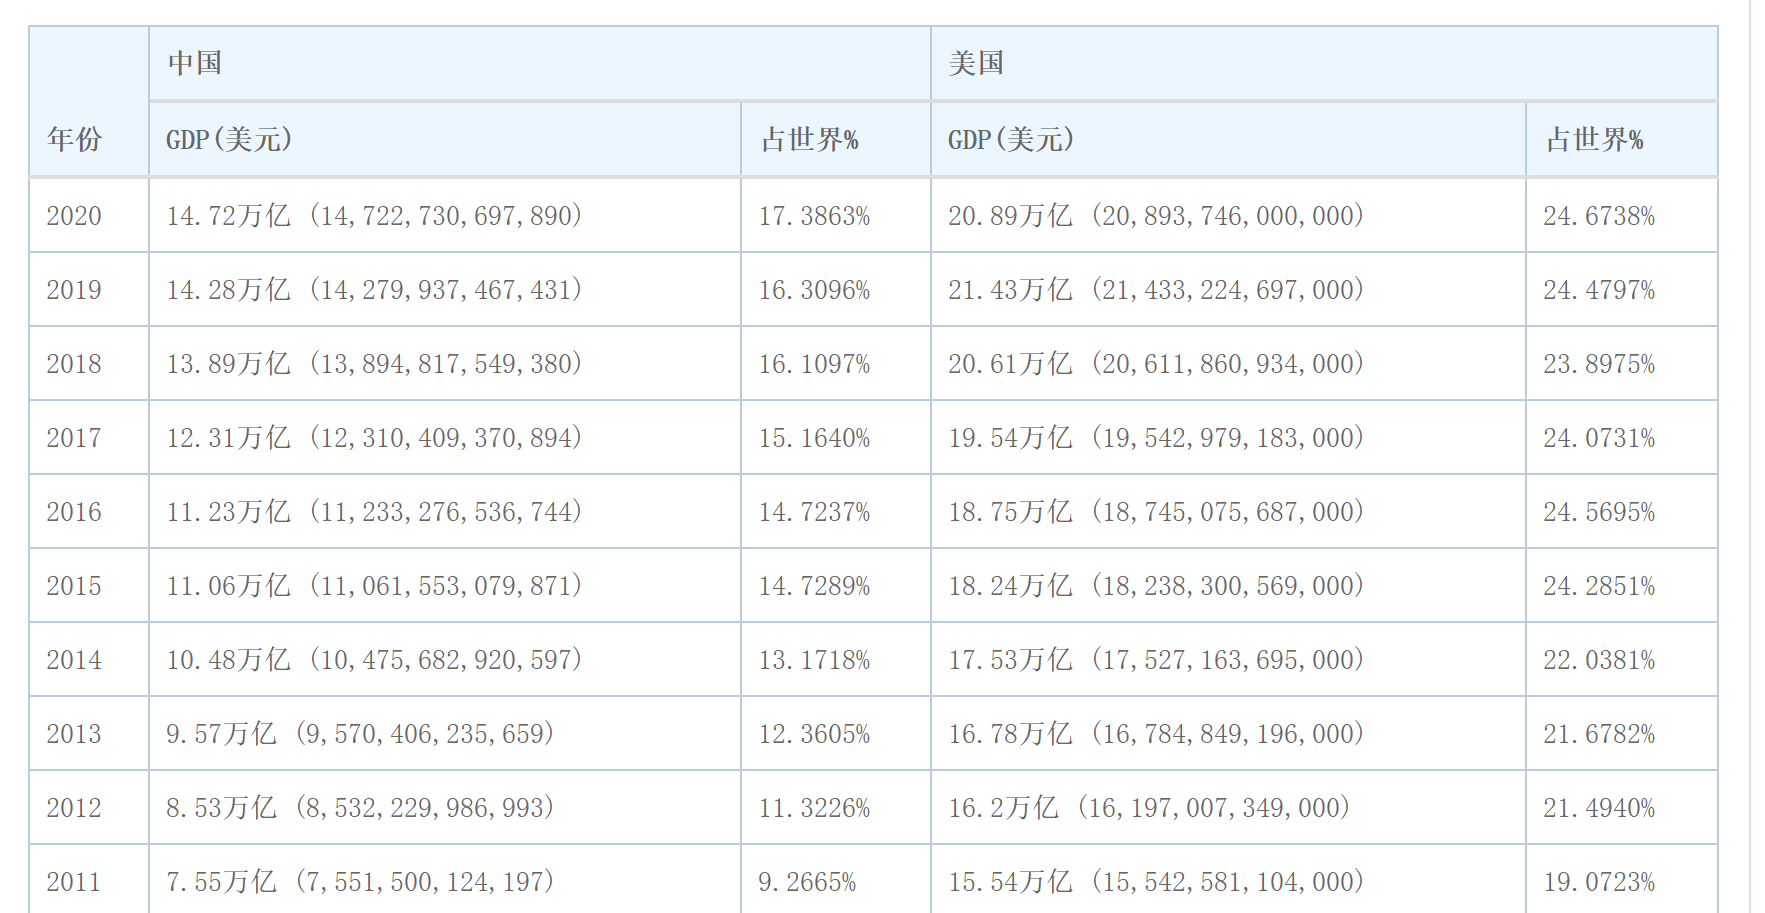 中国 美国
年份 GDP(美元) 占世界% GDP(美元) 占世界%
2020 14.72万亿 (14,722,730,697,890) 17.3863% 20.89万亿 (20,893,746,000,000) 24.6738%
2019 14.28万亿 (14,279,937,467,431) 16.3096% 21.43万亿 (21,433,224,697,000) 24.4797%
2018 13.89万亿 (13,894,817,549,380) 16.1097% 20.61万亿 (20,611,860,934,000) 23.8975%
2017 12.31万亿 (12,310,409,370,894) 15.1640% 19.54万亿 (19,542,979,183,000) 24.0731%
2016 11.23万亿 (11,233,276,536,744) 14.7237% 18.75万亿 (18,745,075,687,000) 24.5695%
2015 11.06万亿 (11,061,553,079,871) 14.7289% 18.24万亿 (18,238,300,569,000) 24.2851%
2014 10.48万亿 (10,475,682,920,597) 13.1718% 17.53万亿 (17,527,163,695,000) 22.0381%
2013 9.57万亿 (9,570,406,235,659) 12.3605% 16.78万亿 (16,784,849,196,000) 21.6782%
2012 8.53万亿 (8,532,229,986,993) 11.3226% 16.2万亿 (16,197,007,349,000) 21.4940%
2011 7.55万亿 (7,551,500,124,197) 9.2665% 15.54万亿 (15,542,581,104,000) 19.0723%